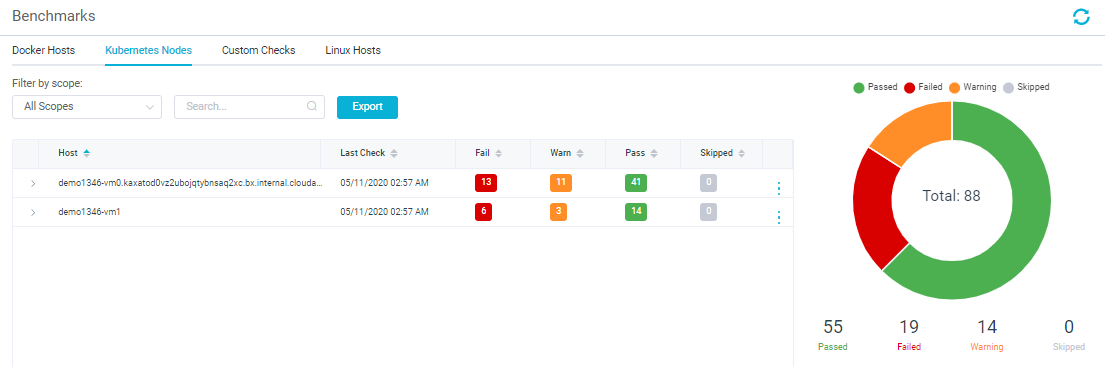 Benchmarks
Docker Hosts Kubernetes Nodes Custom Checks Linux Hosts
Filter by scope:
All Scopes Search... Export
Passed Failed Warning Skipped
Host Last Check Fail Warn Pass Skipped
demo1346-vm0.kaxatod0vz2ubojqtybnsaq2xc.bx.internal.clouda... 05/11/2020 02:57 AM 13 11 41 0
demo1346-vm1 05/11/2020 02:57 AM 6 3 14 0
Total: 88
55 19 14 0
Passed Failed Warning Skipped